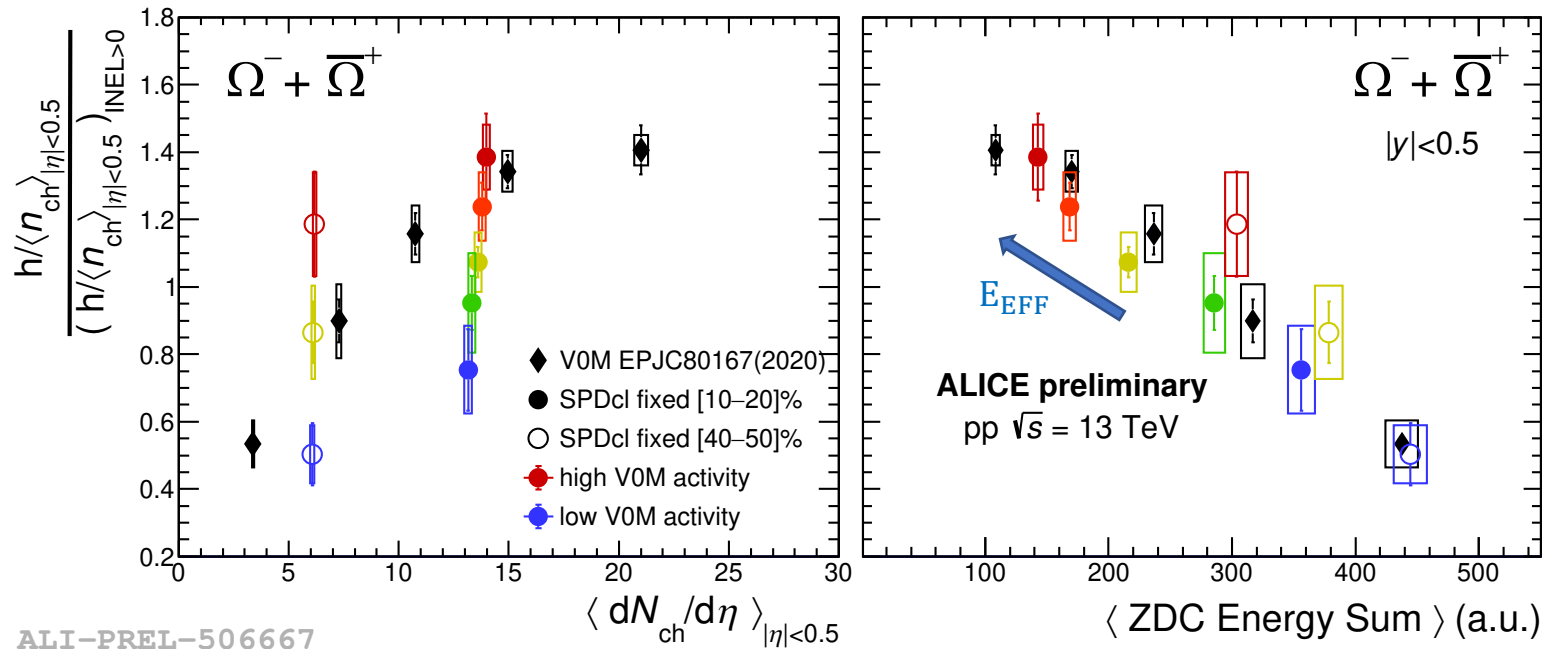 h/⟨n_ch⟩_|η|<0.5
( h/⟨n_ch⟩_|η|<0.5 )_INEL>0
1.8
1.6
1.4
1.2
1
0.8
0.6
0.4
0.2
Ω⁻ + Ω̅⁺
V0M EPJC80167(2020)
SPDcl fixed [10−20]%
SPDcl fixed [40−50]%
high V0M activity
low V0M activity
0 5 10 15 20 25 30
⟨ dN_ch/dη ⟩_|η|<0.5
Ω⁻ + Ω̅⁺
|y|<0.5
E_EFF
ALICE preliminary
pp √s = 13 TeV
100 200 300 400 500
⟨ ZDC Energy Sum ⟩ (a.u.)
ALI−PREL−506667